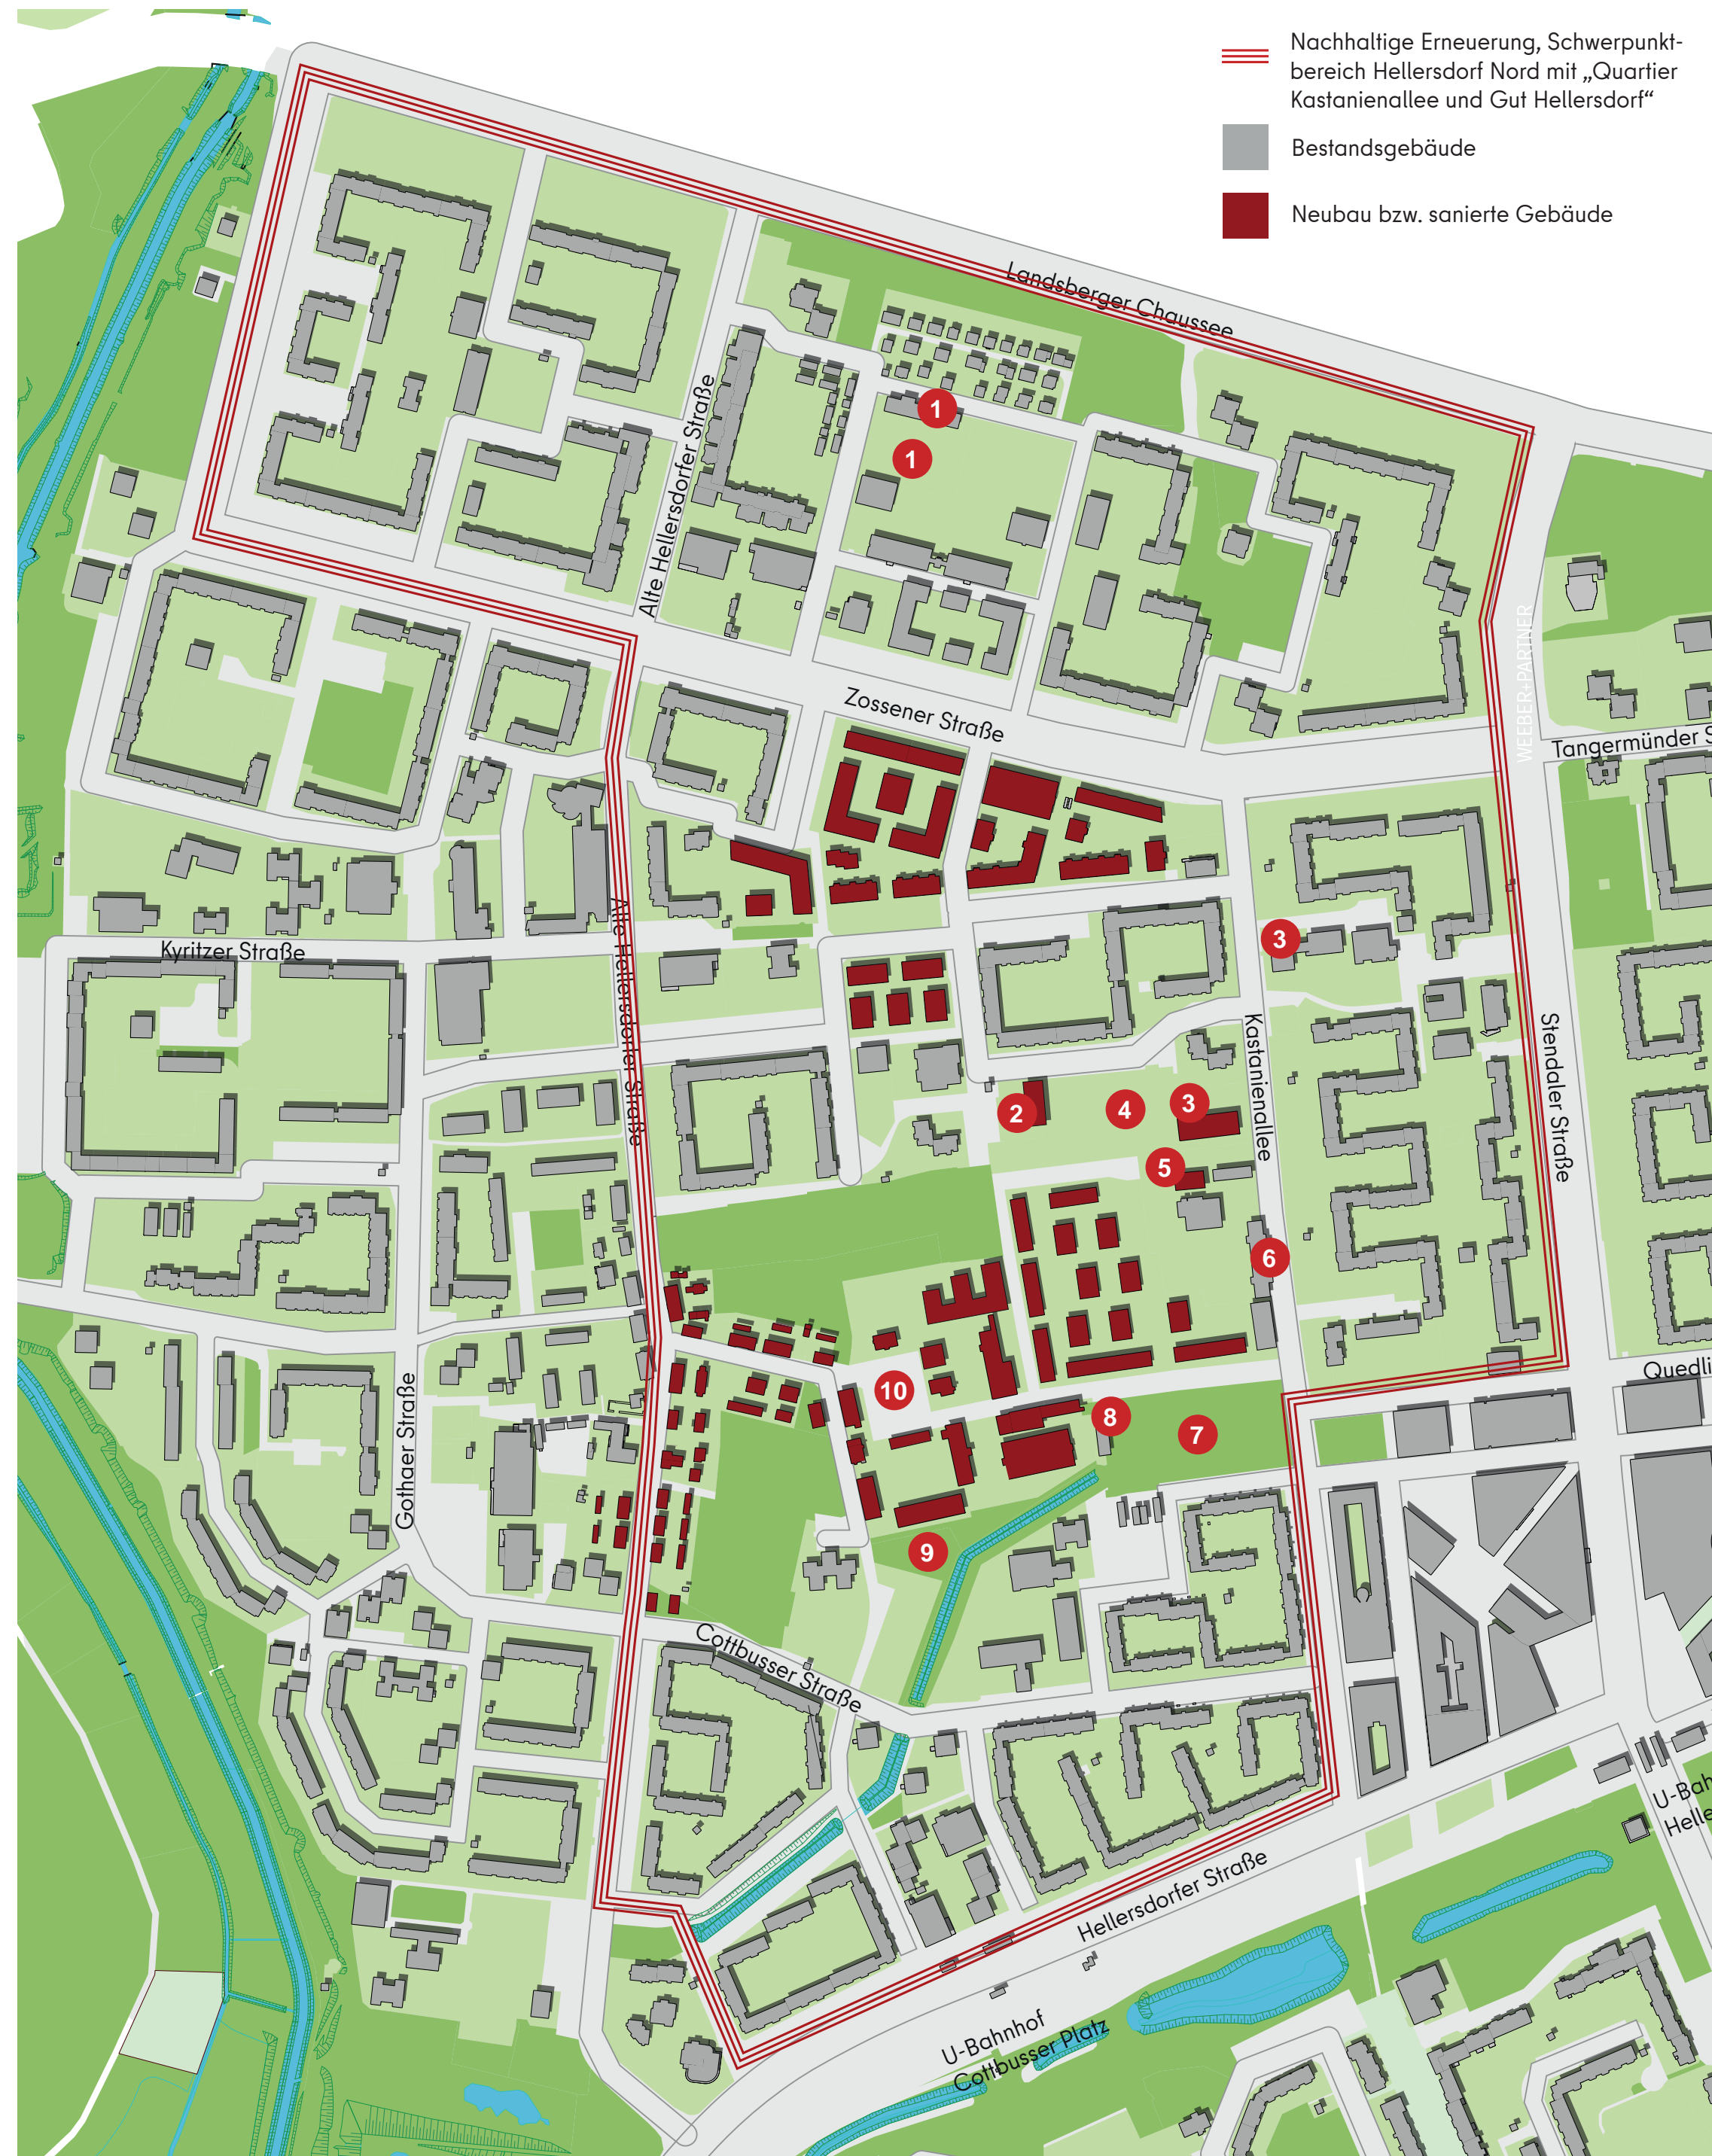 Nachhaltige Erneuerung, Schwerpunkt-
bereich Hellersdorf Nord mit „Quartier
Kastanienallee und Gut Hellersdorf“
Bestandsgebäude
Neubau bzw. sanierte Gebäude
Landsberger Chaussee
Alte Hellersdorfer Straße
1
1
WEEBER+PARTNER
Zossener Straße
Tangermünder S
Kyritzer Straße
Alte Hellersdorfer Straße
3
Kastanienallee
Stendaler Straße
2
4
3
5
6
Quedli
Gothaer Straße
10
8
7
9
Cottbusser Straße
U-Bah
Helle
Hellersdorfer Straße
U-Bahnhof
Cottbusser Platz